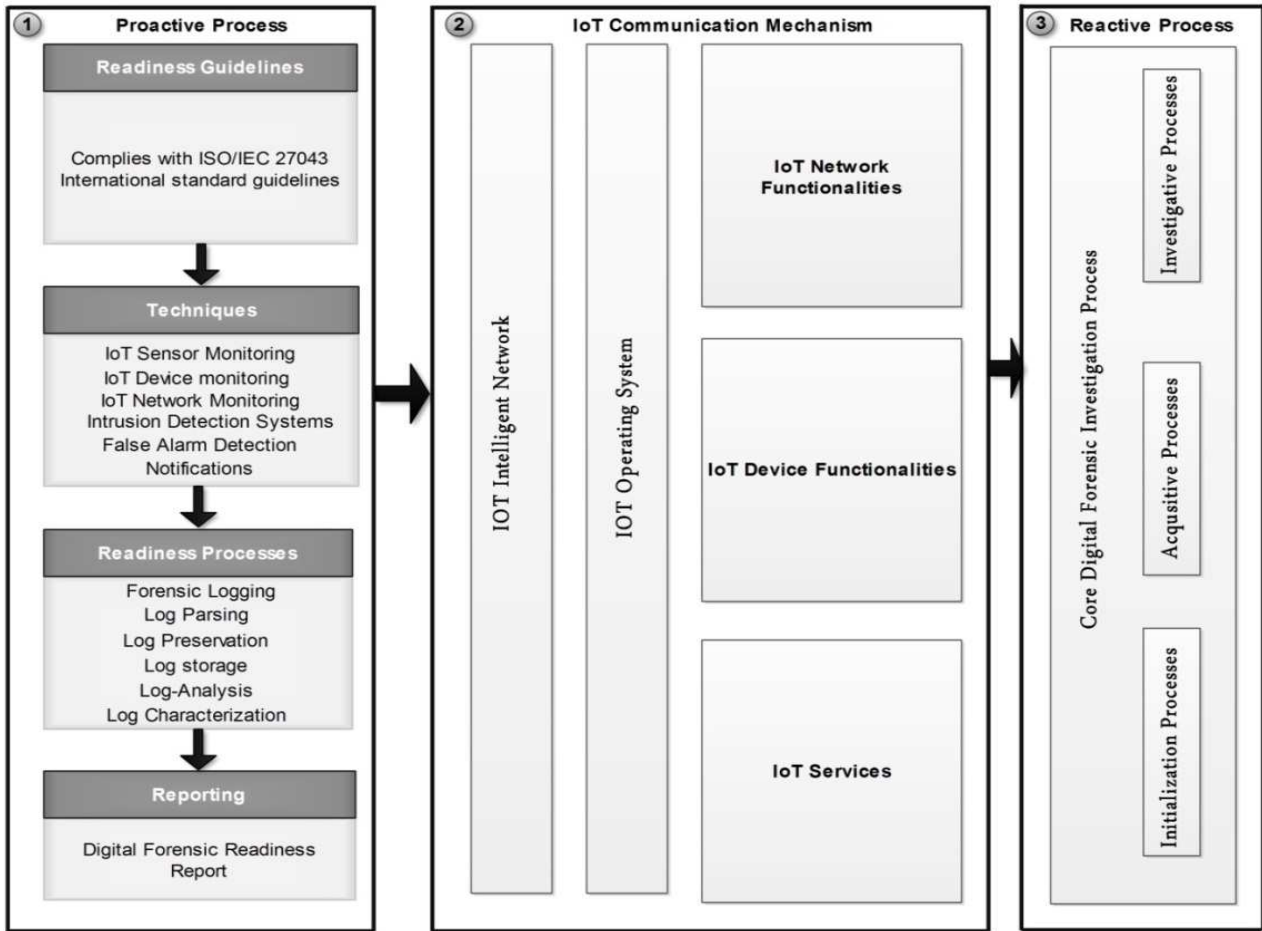 1
Proactive Process
Readiness Guidelines
Complies with ISO/IEC 27043
International standard guidelines
Techniques
IoT Sensor Monitoring
IoT Device monitoring
IoT Network Monitoring
Intrusion Detection Systems
False Alarm Detection
Notifications
Readiness Processes
Forensic Logging
Log Parsing
Log Preservation
Log storage
Log-Analysis
Log Characterization
Reporting
Digital Forensic Readiness
Report
2
IoT Communication Mechanism
IOT Intelligent Network
IOT Operating System
IoT Network
Functionalities
IoT Device Functionalities
IoT Services
3
Reactive Process
Core Digital Forensic Investigation Process
Investigative Processes
Acqusitive Processes
Initialization Processes